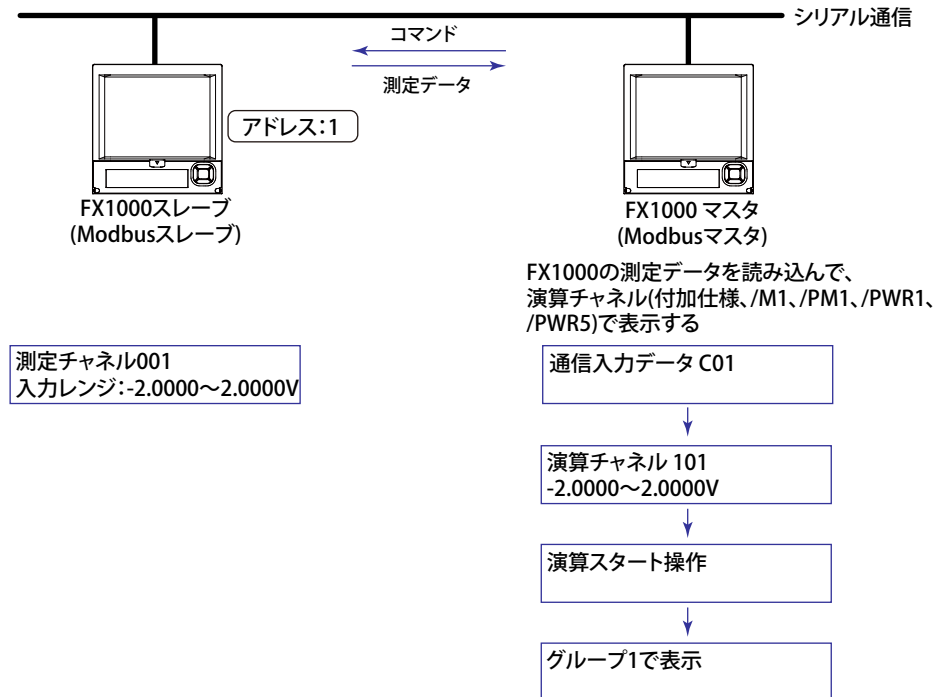 シリアル通信
コマンド
測定データ
アドレス：1
FX1000スレーブ
(Modbusスレーブ)
FX1000 マスタ
(Modbusマスタ)
FX1000の測定データを読み込んで、
演算チャネル(付加仕様、/M1、/PM1、/PWR1、
/PWR5)で表示する
測定チャネル001
入力レンジ：-2.0000～2.0000V
通信入力データ C01
演算チャネル 101
-2.0000～2.0000V
演算スタート操作
グループ1で表示